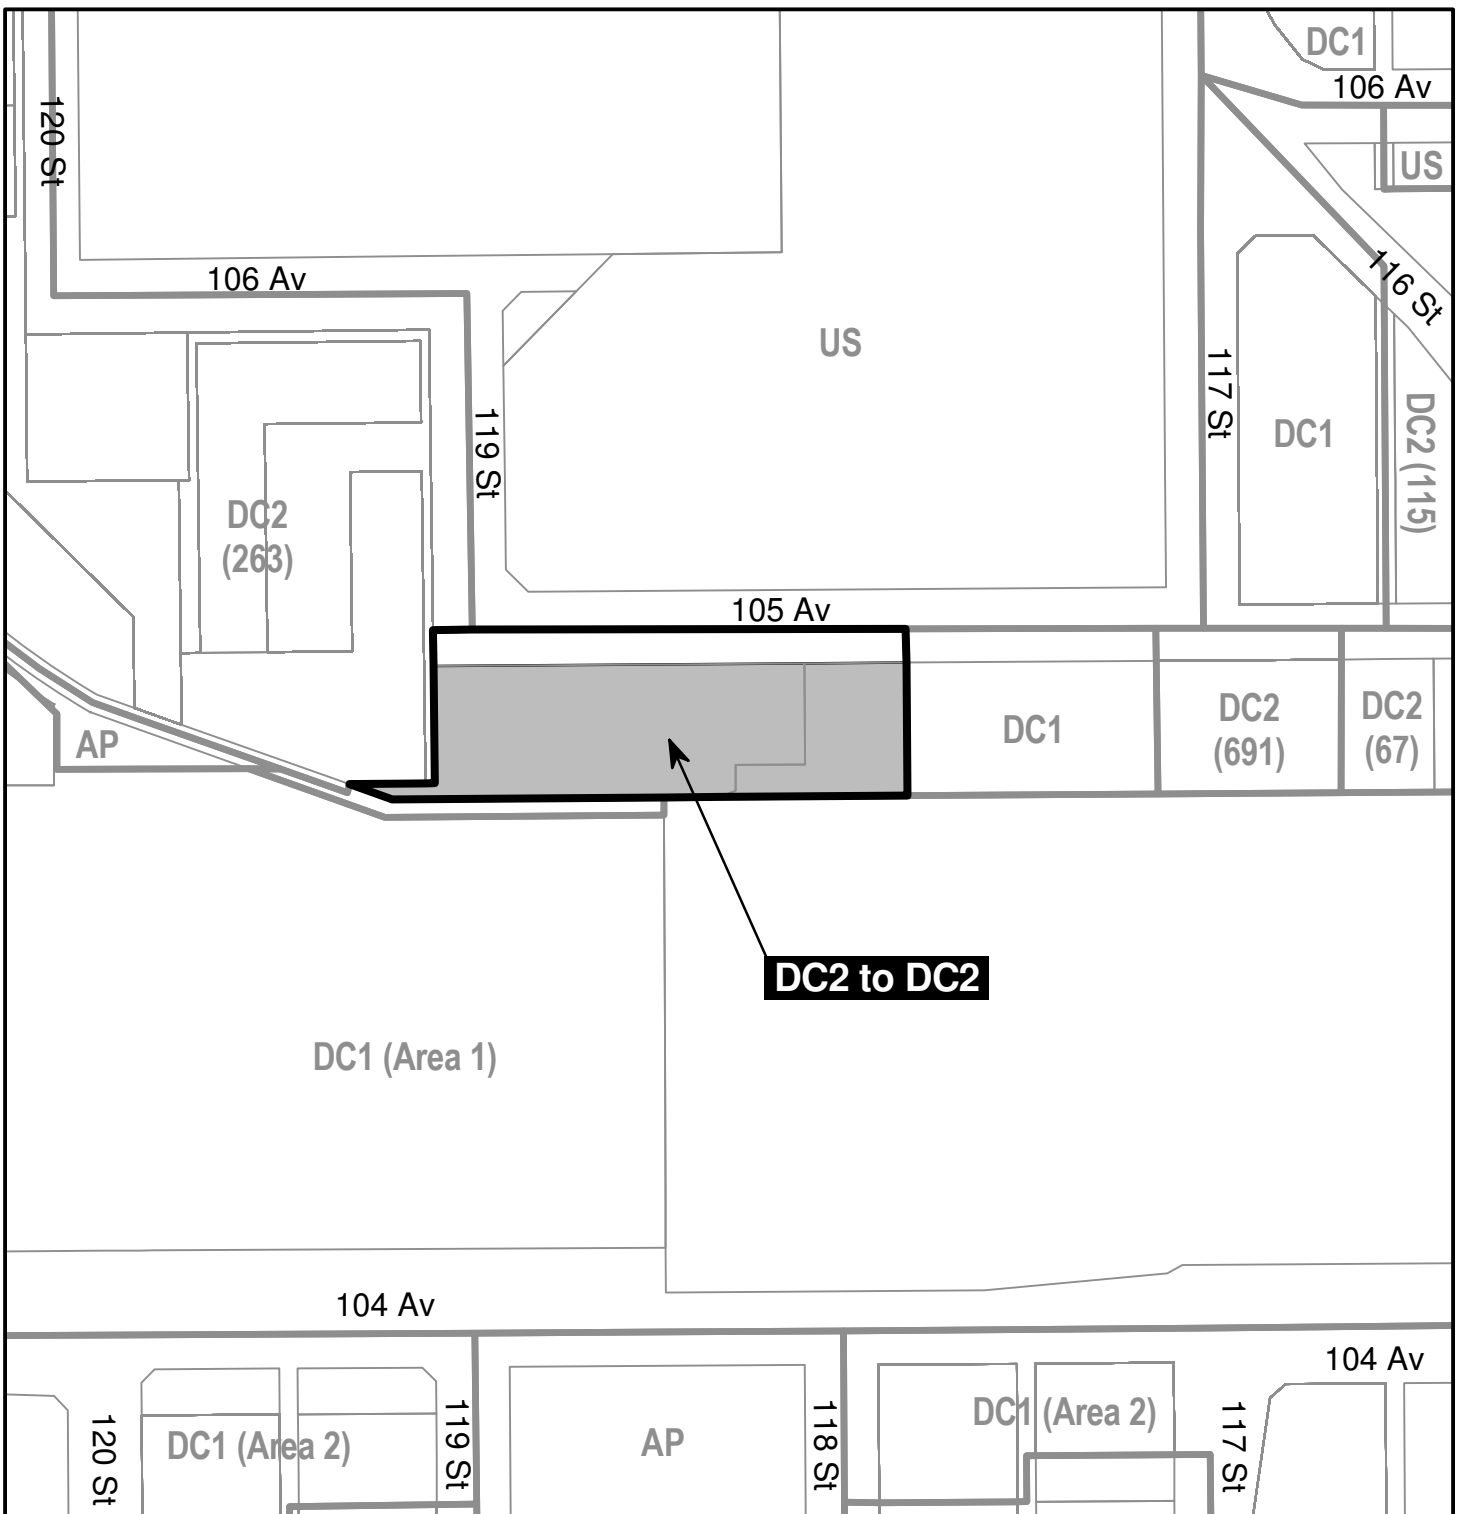 DC1
106 Av
120 St
US
106 Av
116 St
US
117 St
119 St
DC1
DC2 (115)
DC2
(263)
105 Av
DC1
DC2
(691)
DC2
(67)
AP
DC2 to DC2
DC1 (Area 1)
104 Av
104 Av
DC1 (Area 2)
120 St
DC1 (Area 2)
119 St
AP
118 St
117 St